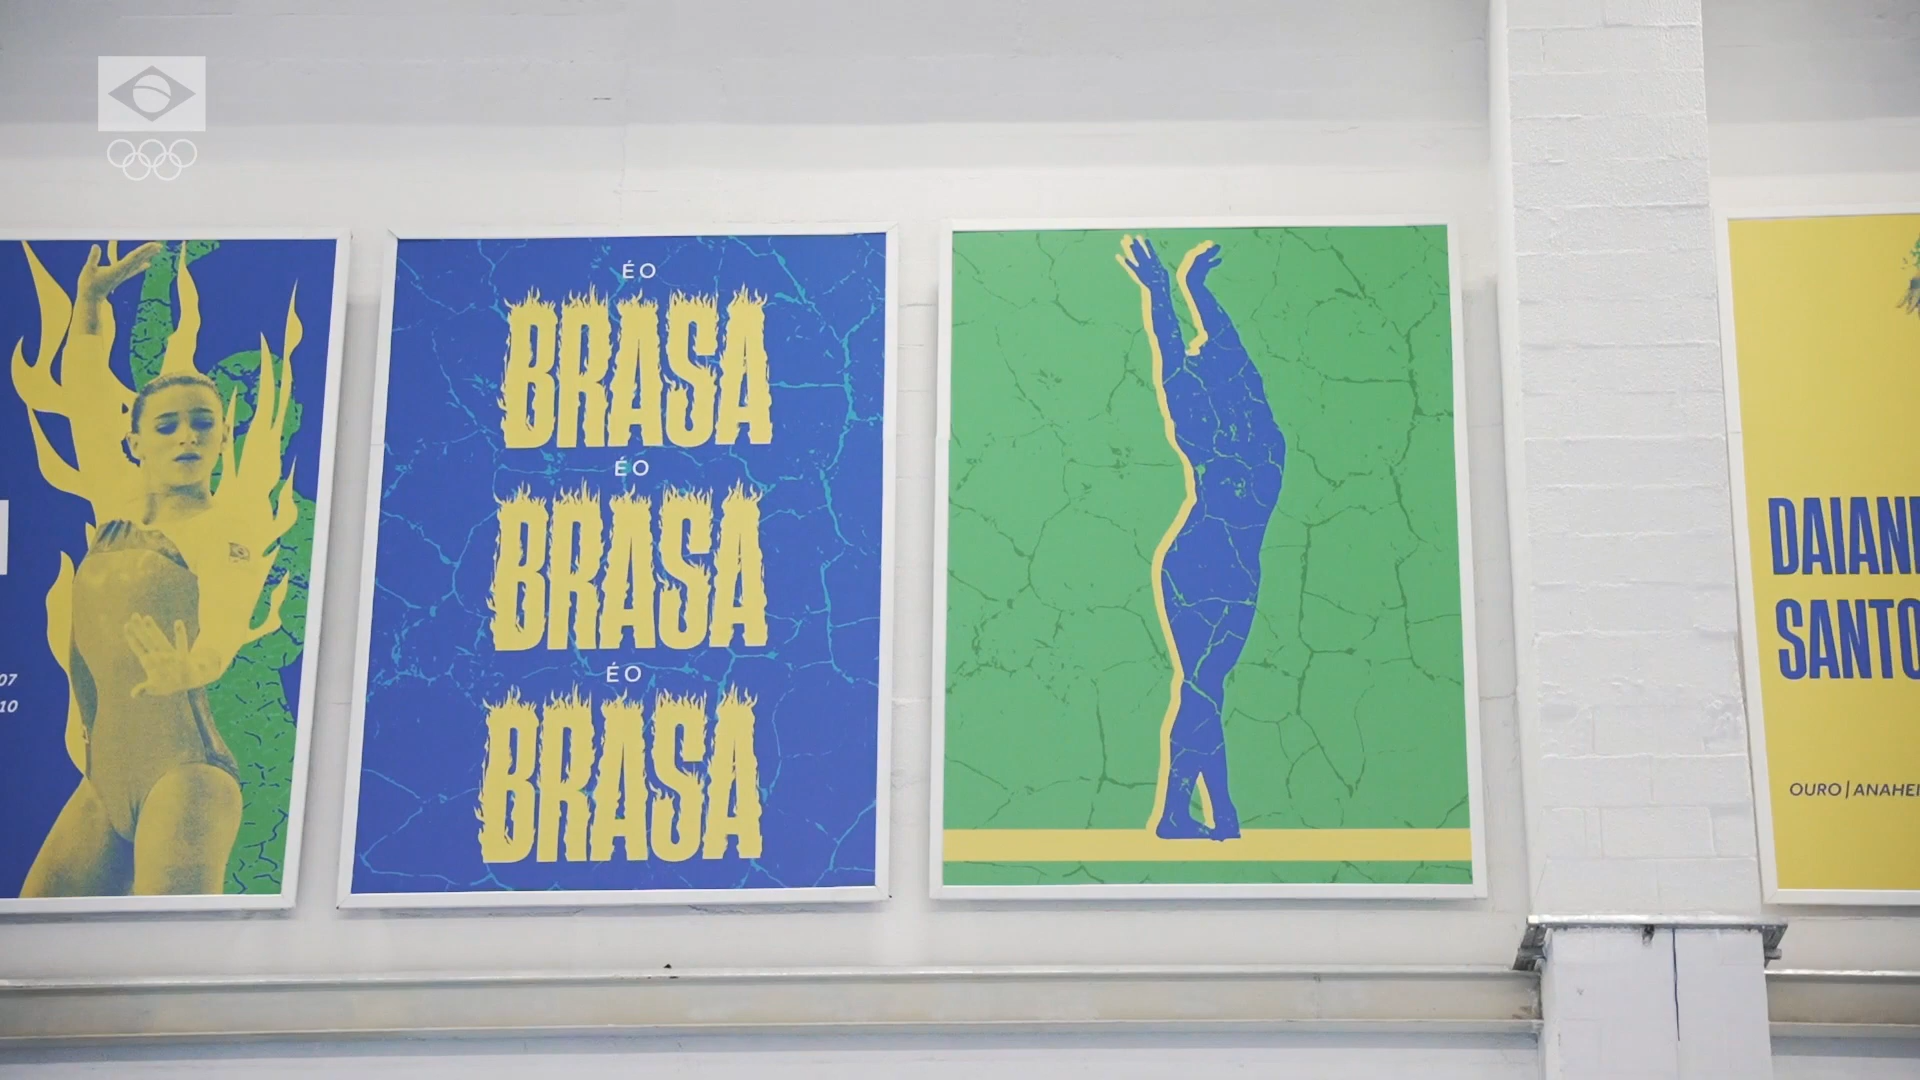 07
10
É O
BRASA
É O
BRASA
É O
BRASA
DAIAN
SANTO
OURO | ANAHEI